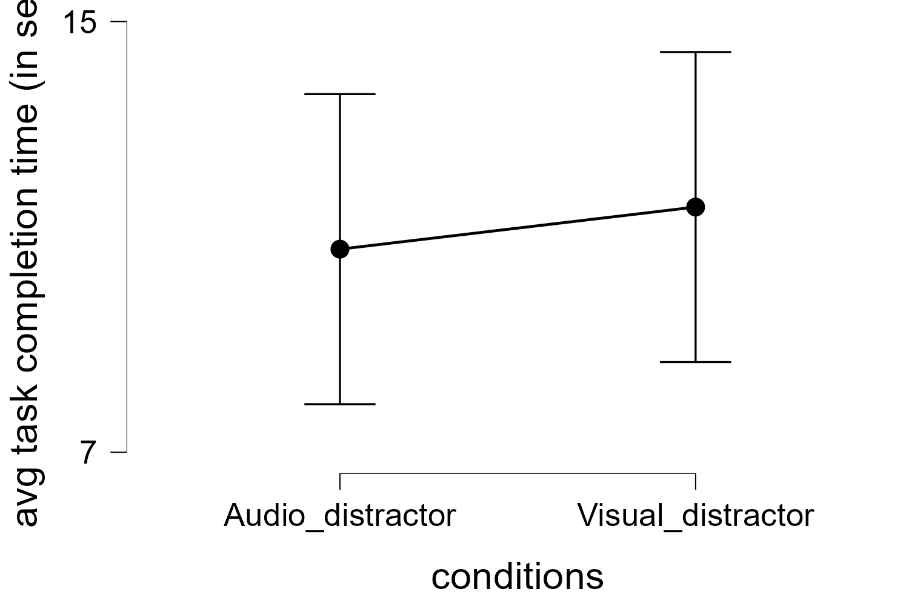 avg task completion time (in se
15
7
Audio_distractor Visual_distractor
conditions